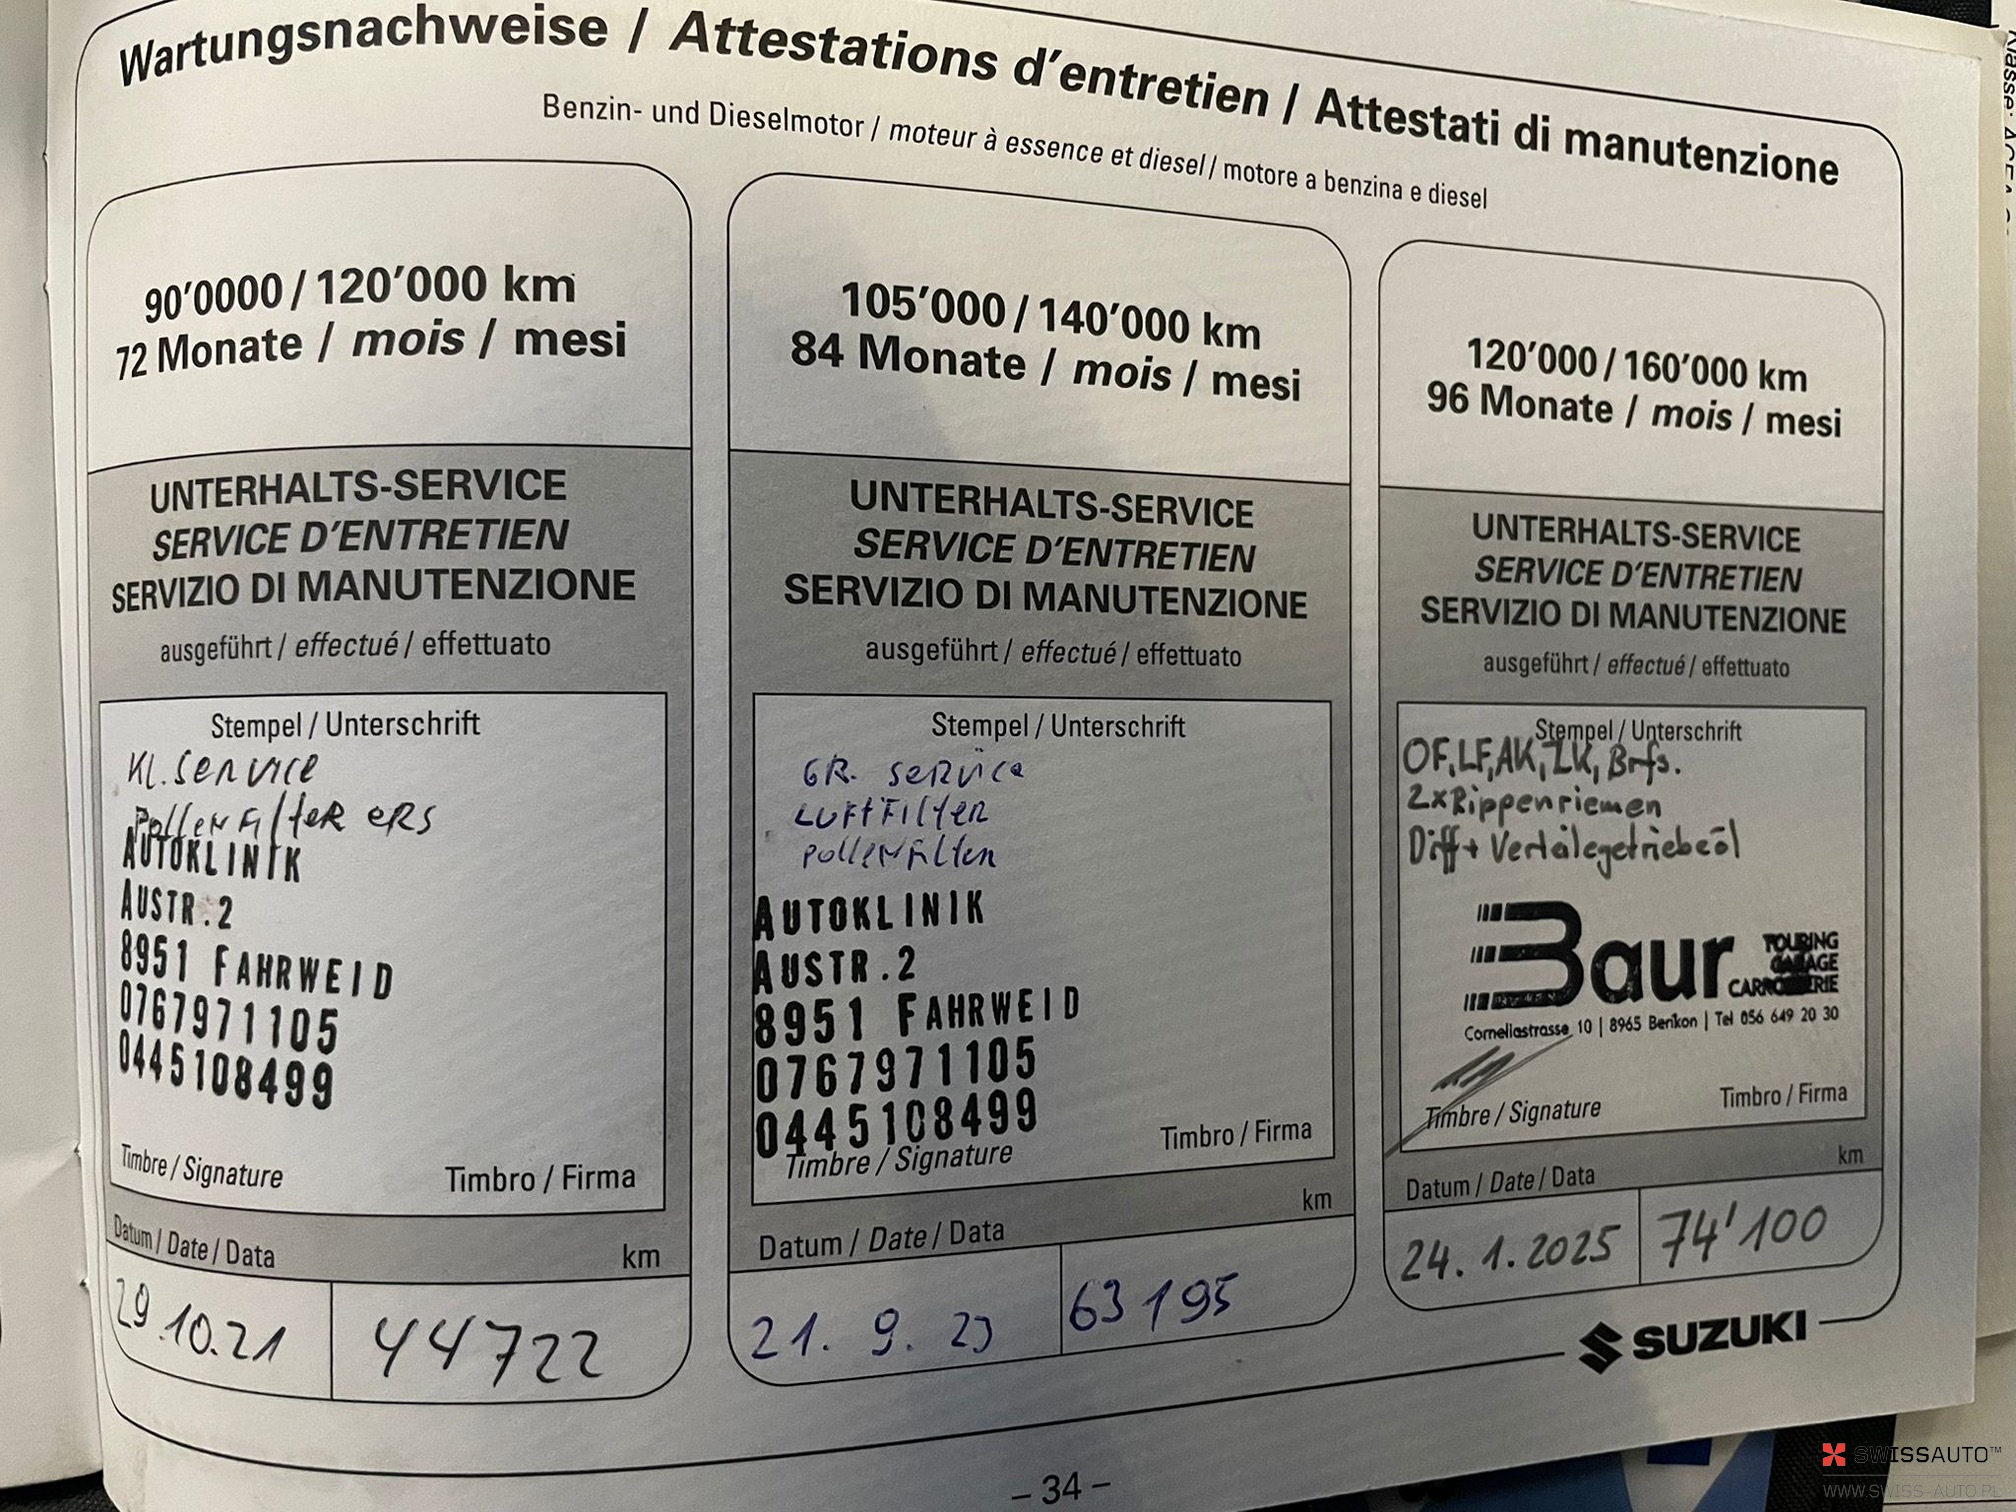 Wartungsnachweise / Attestations d'entretien / Attestati di manutenzione
Benzin- und Dieselmotor / moteur à essence et diesel / motore a benzina e diesel
90'0000 / 120'000 km
72 Monate / mois / mesi
UNTERHALTS-SERVICE
SERVICE D'ENTRETIEN
SERVIZIO DI MANUTENZIONE
ausgeführt / effectué / effettuato
Stempel / Unterschrift
Kl. Service
Pollenfilter ers
AUTOKLINIK
AUSTR.2
8951 FAHRWEID
0767971105
0445108499
Timbre / Signature
Timbro / Firma
Datum / Date / Data
km
29.10.21
44722
105'000 / 140'000 km
84 Monate / mois / mesi
UNTERHALTS-SERVICE
SERVICE D'ENTRETIEN
SERVIZIO DI MANUTENZIONE
ausgeführt / effectué / effettuato
Stempel / Unterschrift
GR. Service
Luftfilter
Pollenfilter
AUTOKLINIK
AUSTR.2
8951 FAHRWEID
0767971105
0445108499
Timbre / Signature
Timbro / Firma
Datum / Date / Data
km
21. 9. 23
63195
120'000 / 160'000 km
96 Monate / mois / mesi
UNTERHALTS-SERVICE
SERVICE D'ENTRETIEN
SERVIZIO DI MANUTENZIONE
ausgeführt / effectué / effettuato
Stempel / Unterschrift
OF, LF, AK, ZK, Brfs.
2xRippenriemen
Diff + Verteilegetriebeöl
Baur
TOURING
GARAGE
CARROSSERIE
Corneliastrasse 10 | 8965 Berikon | Tel 056 649 20 30
Timbre / Signature
Timbro / Firma
Datum / Date / Data
km
24. 1. 2025
74'100
SUZUKI
– 34 –
SWISSAUTO™
WWW.SWISS-AUTO.PL